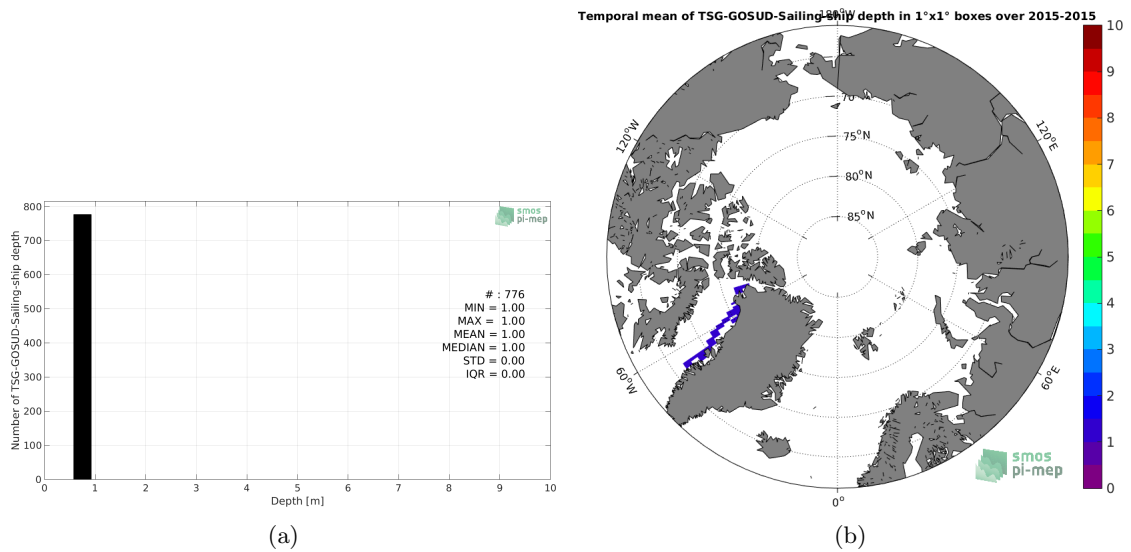 Number of TSG-GOSUD-Sailing-ship depth
800
700
600
500
400
300
200
100
0
0 1 2 3 4 5 6 7 8 9 10
Depth [m]
smos
pi-mep
# : 776
MIN = 1.00
MAX = 1.00
MEAN = 1.00
MEDIAN = 1.00
STD = 0.00
IQR = 0.00
(a)
Temporal mean of TSG-GOSUD-Sailing-ship depth in 1°x1° boxes over 2015-2015
180°W
120°W
120°E
70
75°N
80°N
85°N
60°W
60°E
0°
10
9
8
7
6
5
4
3
2
1
0
smos
pi-mep
(b)